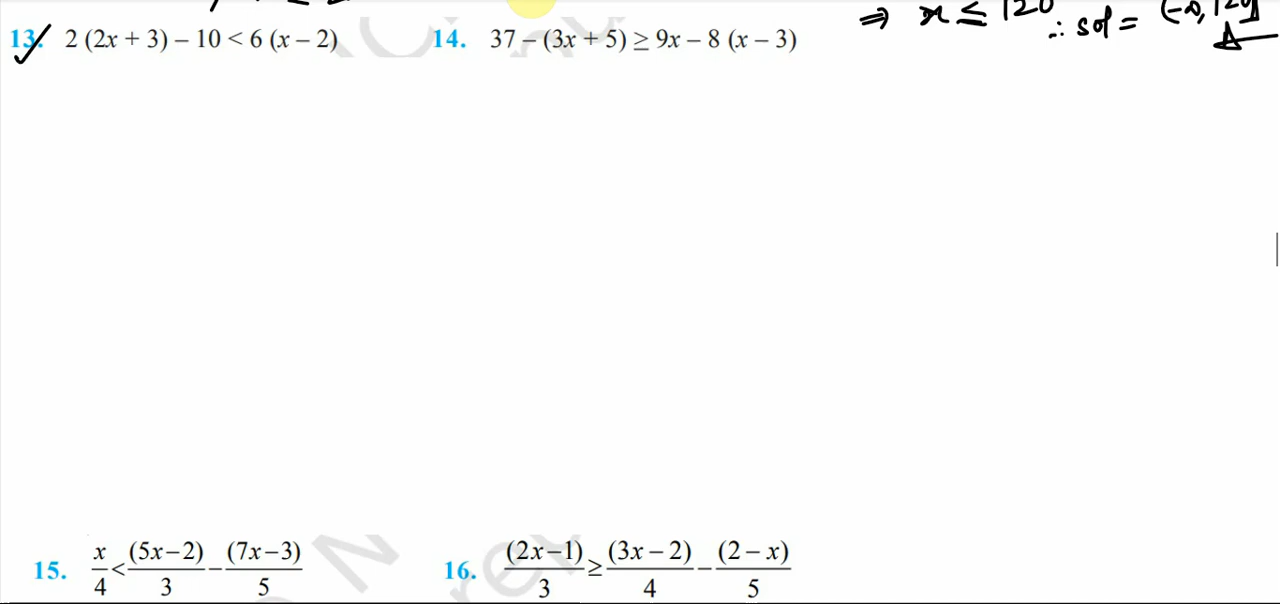 ⇒ x ≤ 120 ∴ sol = (-∞, 120]
13. 2 (2x + 3) – 10 < 6 (x – 2)
14. 37 – (3x + 5) ≥ 9x – 8 (x – 3)
15. x/4 < (5x–2)/3 – (7x–3)/5
16. (2x–1)/3 ≥ (3x–2)/4 – (2–x)/5